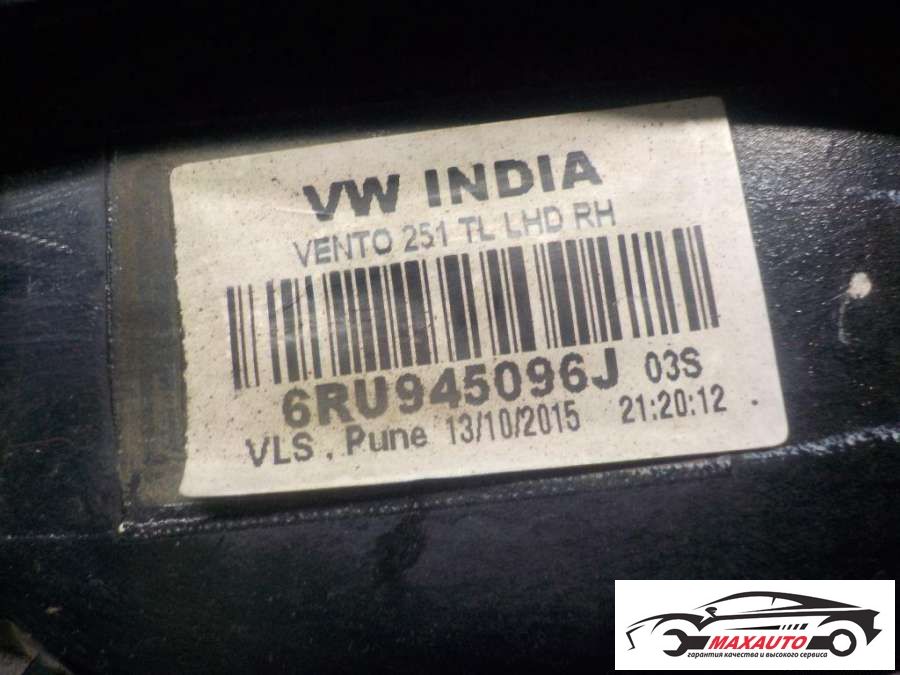 VW INDIA
VENTO 251 TL LHD RH
6RU945096J 03S
VLS . Pune 13/10/2015 21:20:12 .
MAXAUTO
гарантия качества и высокого сервиса